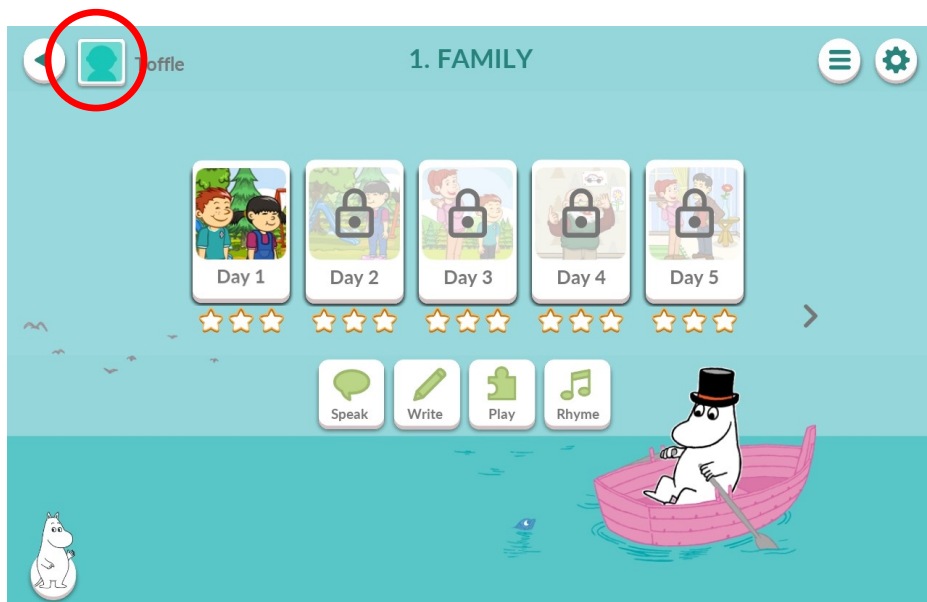 Toffle
1. FAMILY
Day 1
Day 2
Day 3
Day 4
Day 5
Speak
Write
Play
Rhyme